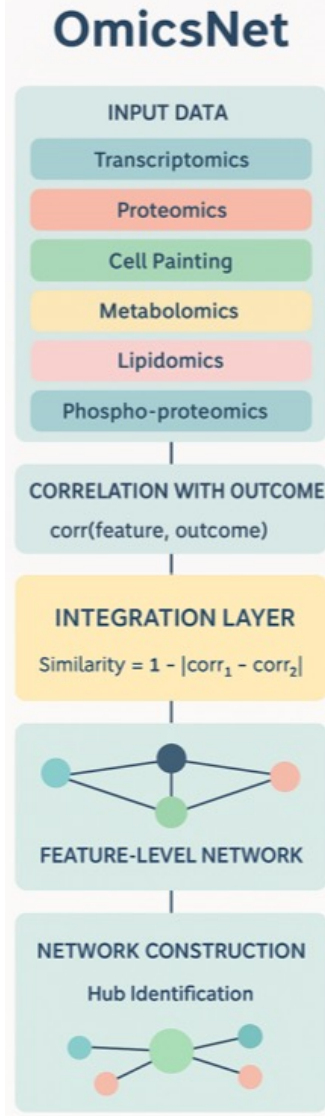 OmicsNet
INPUT DATA
Transcriptomics
Proteomics
Cell Painting
Metabolomics
Lipidomics
Phospho-proteomics
CORRELATION WITH OUTCOME
corr(feature, outcome)
INTEGRATION LAYER
Similarity = 1 - |corr₁ - corr₂|
FEATURE-LEVEL NETWORK
NETWORK CONSTRUCTION
Hub Identification